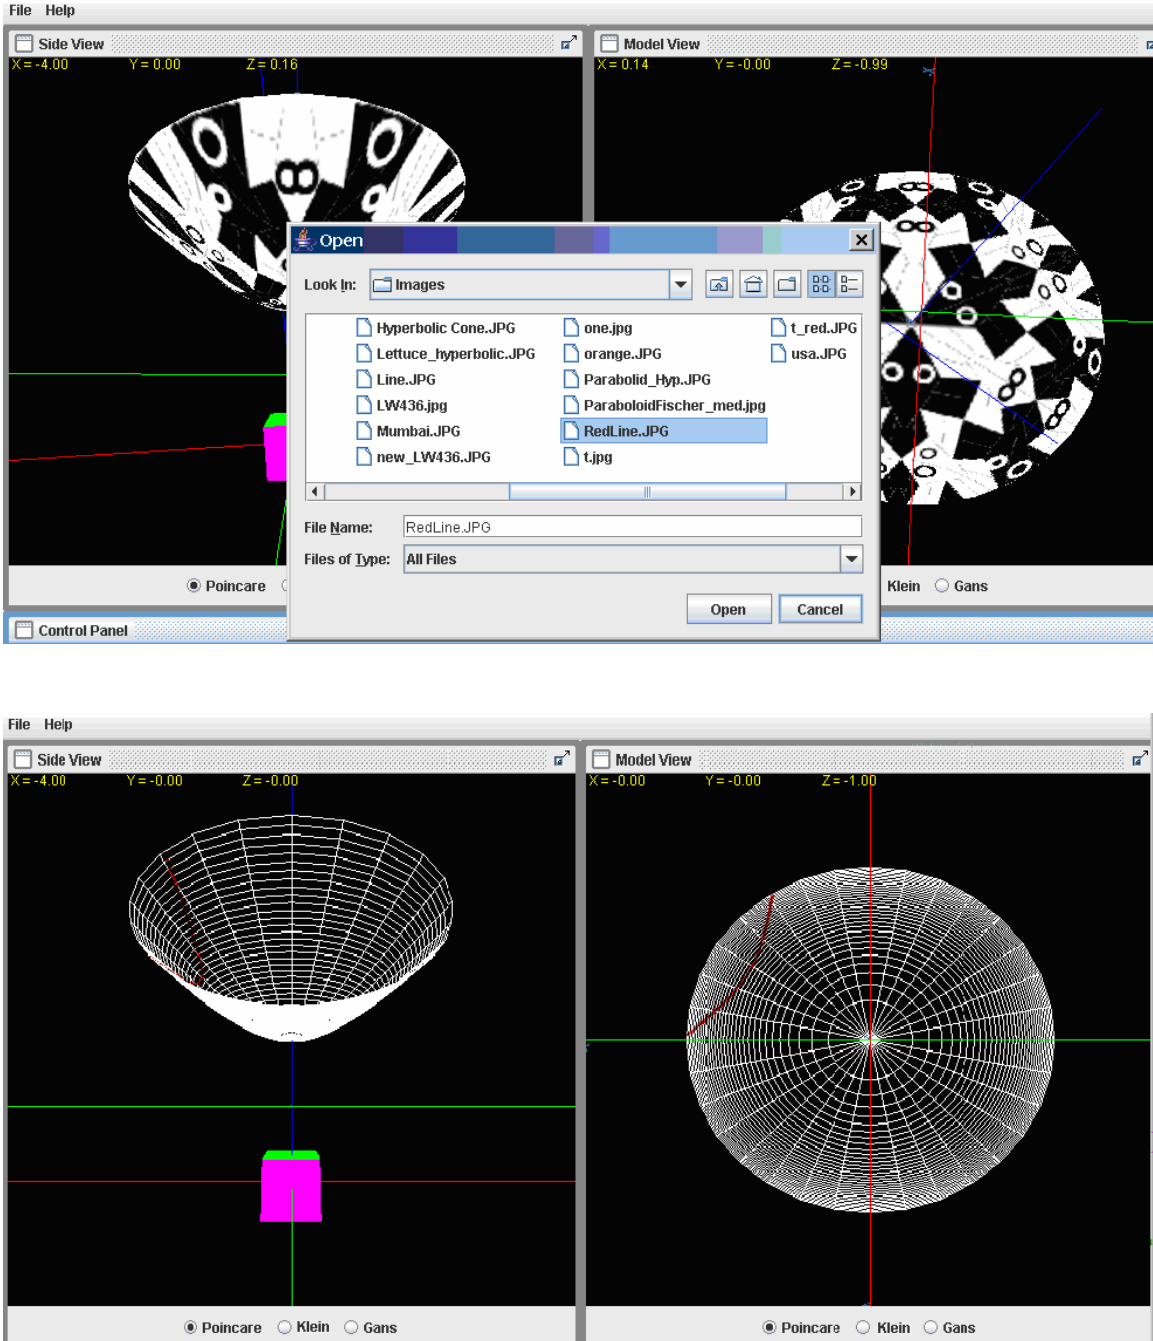 File Help
Side View
Model View
X = -4.00 Y = 0.00 Z = 0.16
X = 0.14 Y = -0.00 Z = -0.99
Open
Look In: Images
Hyperbolic Cone.JPG one.jpg t_red.JPG
Lettuce_hyperbolic.JPG orange.JPG usa.JPG
Line.JPG Parabolid_Hyp.JPG
LW436.jpg ParaboloidFischer_med.jpg
Mumbai.JPG RedLine.JPG
new_LW436.JPG t.jpg
File Name: RedLine.JPG
Files of Type: All Files
Poincare Klein Gans
Open Cancel
Control Panel
File Help
Side View
Model View
X = -4.00 Y = -0.00 Z = -0.00
X = -0.00 Y = -0.00 Z = -1.00
Poincare Klein Gans
Poincare Klein Gans